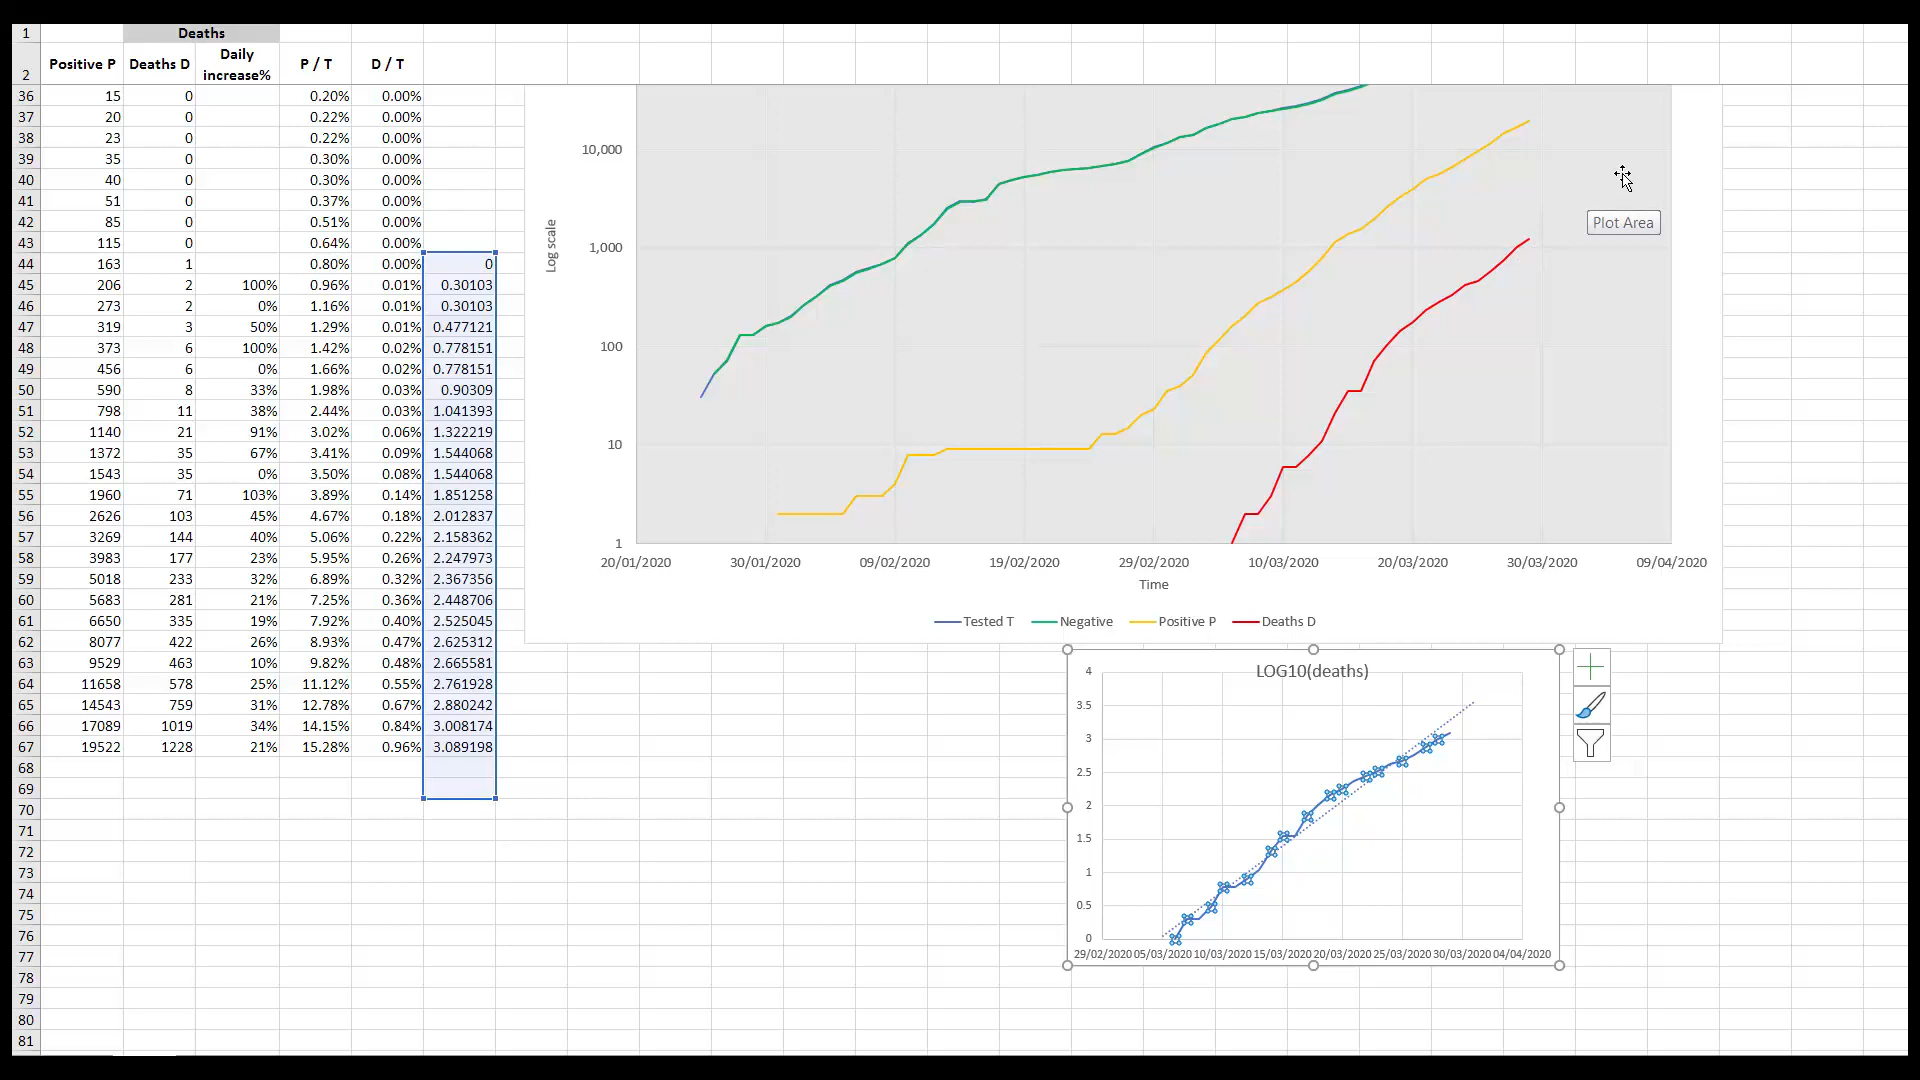 1 Deaths
2 Positive P Deaths D Daily increase% P / T D / T
36 15 0 0.20% 0.00%
37 20 0 0.22% 0.00%
38 23 0 0.22% 0.00%
39 35 0 0.30% 0.00%
40 40 0 0.30% 0.00%
41 51 0 0.37% 0.00%
42 85 0 0.51% 0.00%
43 115 0 0.64% 0.00%
44 163 1 0.80% 0.00% 0
45 206 2 100% 0.96% 0.01% 0.30103
46 273 2 0% 1.16% 0.01% 0.30103
47 319 3 50% 1.29% 0.01% 0.477121
48 373 6 100% 1.42% 0.02% 0.778151
49 456 6 0% 1.66% 0.02% 0.778151
50 590 8 33% 1.98% 0.03% 0.90309
51 798 11 38% 2.44% 0.03% 1.041393
52 1140 21 91% 3.02% 0.06% 1.322219
53 1372 35 67% 3.41% 0.09% 1.544068
54 1543 35 0% 3.50% 0.08% 1.544068
55 1960 71 103% 3.89% 0.14% 1.851258
56 2626 103 45% 4.67% 0.18% 2.012837
57 3269 144 40% 5.06% 0.22% 2.158362
58 3983 177 23% 5.95% 0.26% 2.247973
59 5018 233 32% 6.89% 0.32% 2.367356
60 5683 281 21% 7.25% 0.36% 2.448706
61 6650 335 19% 7.92% 0.40% 2.525045
62 8077 422 26% 8.93% 0.47% 2.625312
63 9529 463 10% 9.82% 0.48% 2.665581
64 11658 578 25% 11.12% 0.55% 2.761928
65 14543 759 31% 12.78% 0.67% 2.880242
66 17089 1019 34% 14.15% 0.84% 3.008174
67 19522 1228 21% 15.28% 0.96% 3.089198
68
69
70
71
72
73
74
75
76
77
78
79
80
81
Log scale
10,000
1,000
100
10
1
20/01/2020 30/01/2020 09/02/2020 19/02/2020 29/02/2020 10/03/2020 20/03/2020 30/03/2020 09/04/2020
Time
Tested T Negative Positive P Deaths D
Plot Area
LOG10(deaths)
4
3.5
3
2.5
2
1.5
1
0.5
0
29/02/2020 05/03/2020 10/03/2020 15/03/2020 20/03/2020 25/03/2020 30/03/2020 04/04/2020